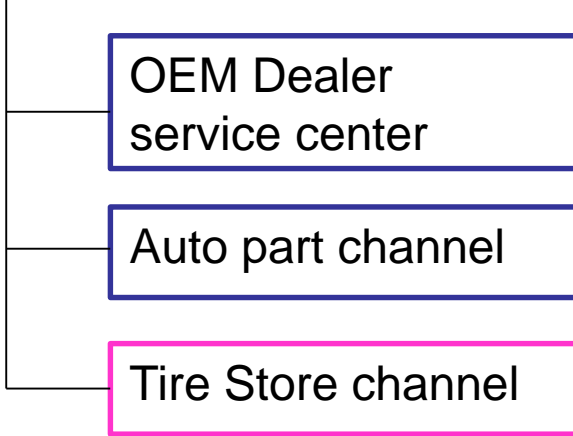 OEM Dealer
service center
Auto part channel
Tire Store channel